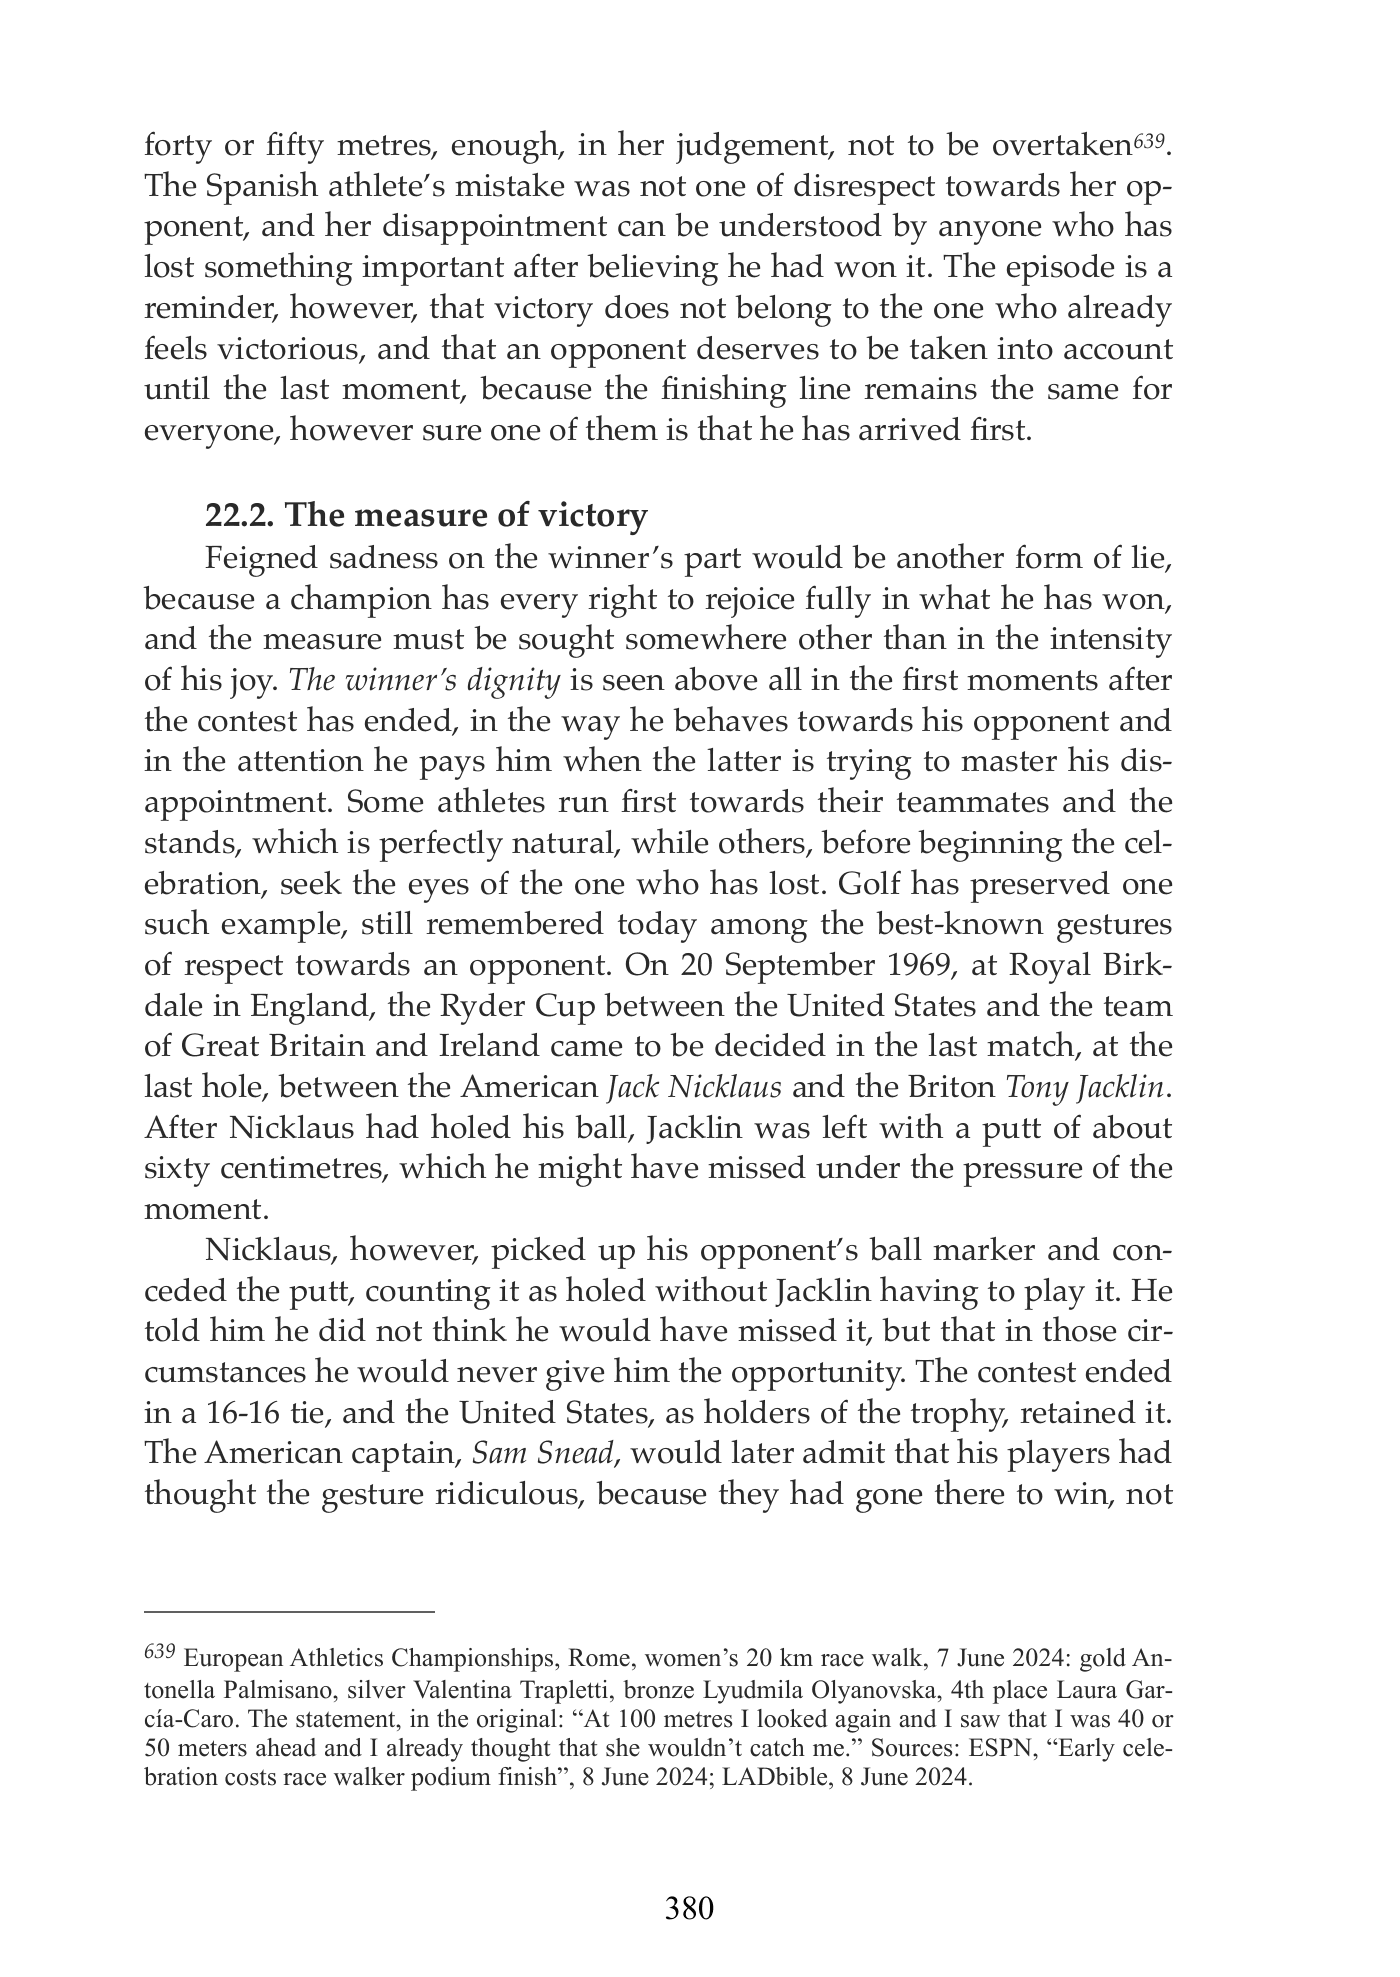 forty or fifty metres, enough, in her judgement, not to be overtaken639.
The Spanish athlete’s mistake was not one of disrespect towards her op-
ponent, and her disappointment can be understood by anyone who has
lost something important after believing he had won it. The episode is a
reminder, however, that victory does not belong to the one who already
feels victorious, and that an opponent deserves to be taken into account
until the last moment, because the finishing line remains the same for
everyone, however sure one of them is that he has arrived first.
22.2. The measure of victory
Feigned sadness on the winner’s part would be another form of lie,
because a champion has every right to rejoice fully in what he has won,
and the measure must be sought somewhere other than in the intensity
of his joy. The winner’s dignity is seen above all in the first moments after
the contest has ended, in the way he behaves towards his opponent and
in the attention he pays him when the latter is trying to master his dis-
appointment. Some athletes run first towards their teammates and the
stands, which is perfectly natural, while others, before beginning the cel-
ebration, seek the eyes of the one who has lost. Golf has preserved one
such example, still remembered today among the best-known gestures
of respect towards an opponent. On 20 September 1969, at Royal Birk-
dale in England, the Ryder Cup between the United States and the team
of Great Britain and Ireland came to be decided in the last match, at the
last hole, between the American Jack Nicklaus and the Briton Tony Jacklin.
After Nicklaus had holed his ball, Jacklin was left with a putt of about
sixty centimetres, which he might have missed under the pressure of the
moment.
Nicklaus, however, picked up his opponent’s ball marker and con-
ceded the putt, counting it as holed without Jacklin having to play it. He
told him he did not think he would have missed it, but that in those cir-
cumstances he would never give him the opportunity. The contest ended
in a 16-16 tie, and the United States, as holders of the trophy, retained it.
The American captain, Sam Snead, would later admit that his players had
thought the gesture ridiculous, because they had gone there to win, not
639 European Athletics Championships, Rome, women’s 20 km race walk, 7 June 2024: gold An-
tonella Palmisano, silver Valentina Trapletti, bronze Lyudmila Olyanovska, 4th place Laura Gar-
cía-Caro. The statement, in the original: “At 100 metres I looked again and I saw that I was 40 or
50 meters ahead and I already thought that she wouldn’t catch me.” Sources: ESPN, “Early cele-
bration costs race walker podium finish”, 8 June 2024; LADbible, 8 June 2024.
380